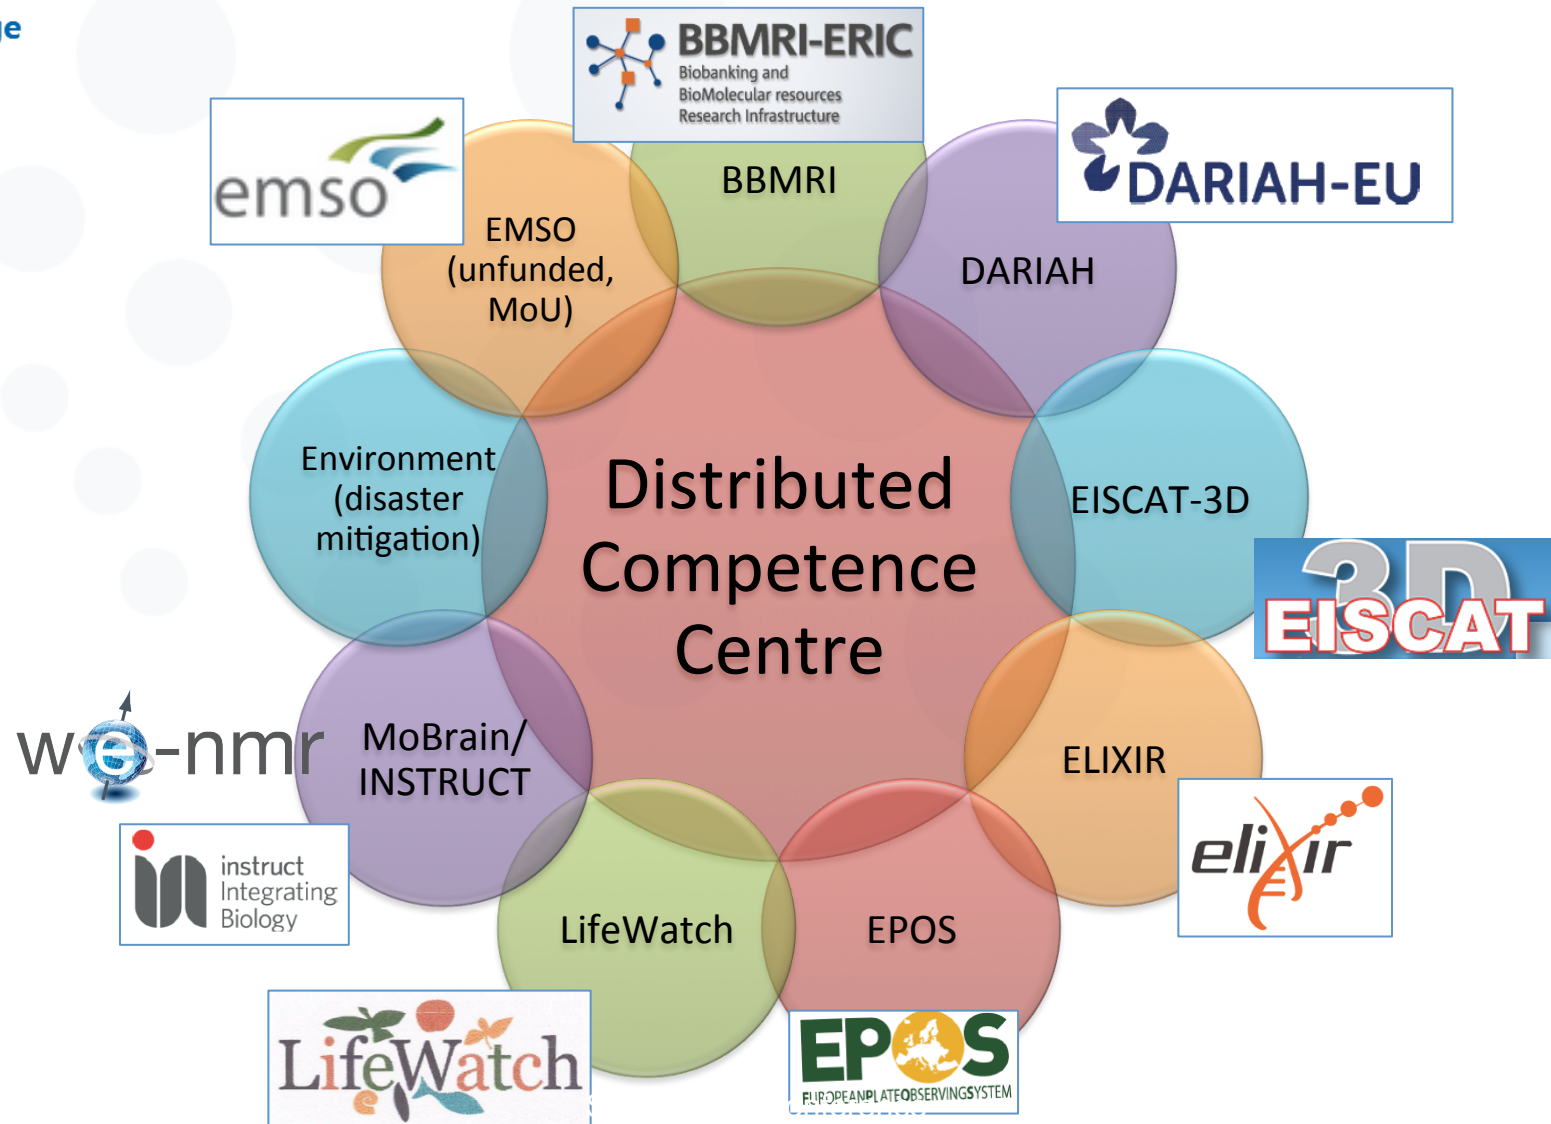 ge
BBMRI-ERIC
Biobanking and
BioMolecular resources
Research Infrastructure
emso
DARIAH-EU
BBMRI
EMSO
(unfunded,
MoU)
DARIAH
Environment
(disaster
mitigation)
Distributed
Competence
Centre
EISCAT-3D
3D
EISCAT
we-nmr
MoBrain/
INSTRUCT
ELIXIR
elixir
instruct
Integrating
Biology
LifeWatch
EPOS
LifeWatch
EPOS
EUROPEANPLATEOBSERVINGSYSTEM